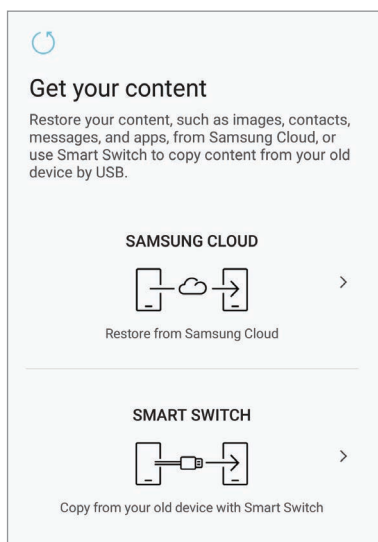 Get your content
Restore your content, such as images, contacts,
messages, and apps, from Samsung Cloud, or
use Smart Switch to copy content from your old
device by USB.
SAMSUNG CLOUD
Restore from Samsung Cloud
SMART SWITCH
Copy from your old device with Smart Switch